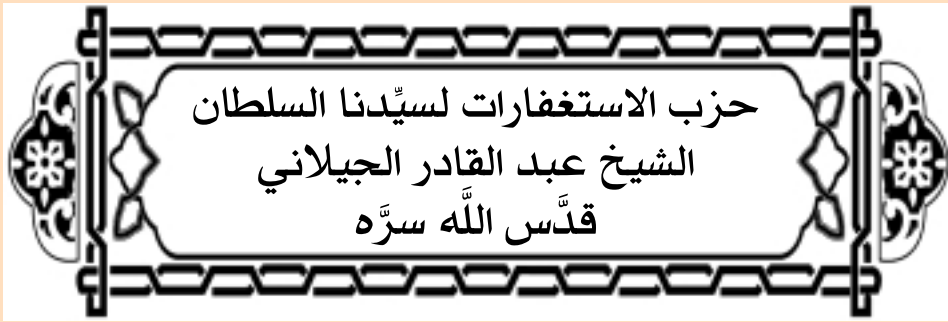 حزب الاستغفارات لسيِّدنا السلطان
الشيخ عبد القادر الجيلاني
قدَّس اللَّه سرَّه